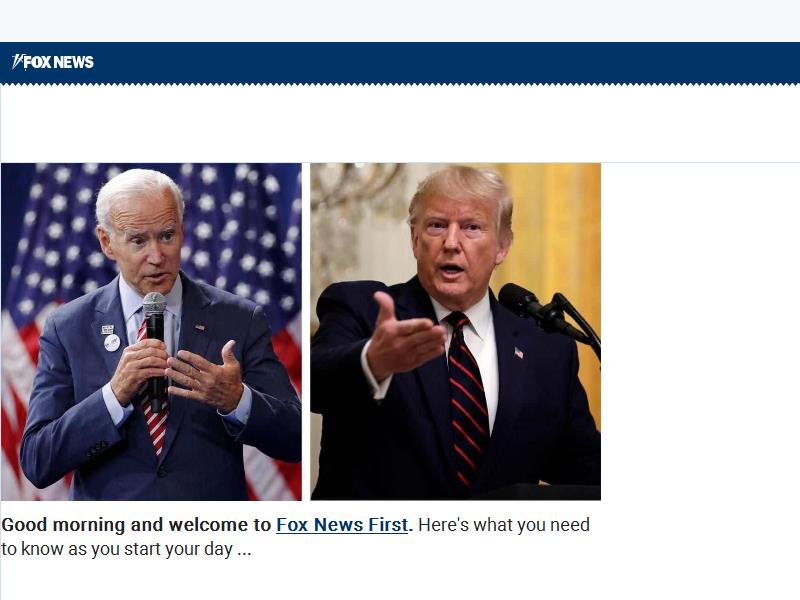 FOX NEWS
Good morning and welcome to Fox News First. Here's what you need
to know as you start your day ...